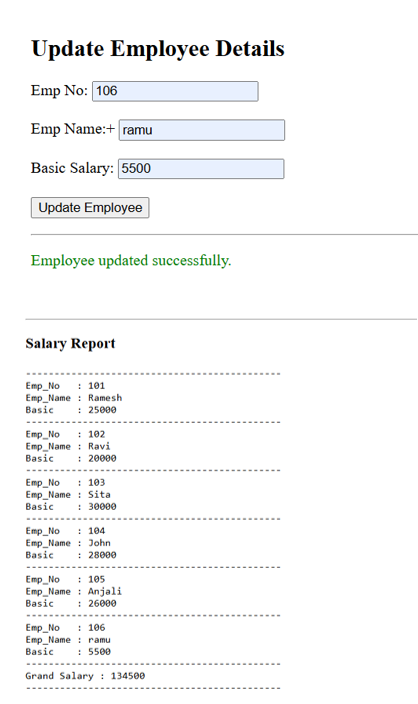 Update Employee Details
Emp No: 106
Emp Name:+ ramu
Basic Salary: 5500
Update Employee
Employee updated successfully.
Salary Report
---------------------------------------------
Emp_No   : 101
Emp_Name : Ramesh
Basic    : 25000
---------------------------------------------
Emp_No   : 102
Emp_Name : Ravi
Basic    : 20000
---------------------------------------------
Emp_No   : 103
Emp_Name : Sita
Basic    : 30000
---------------------------------------------
Emp_No   : 104
Emp_Name : John
Basic    : 28000
---------------------------------------------
Emp_No   : 105
Emp_Name : Anjali
Basic    : 26000
---------------------------------------------
Emp_No   : 106
Emp_Name : ramu
Basic    : 5500
---------------------------------------------
Grand Salary : 134500
---------------------------------------------